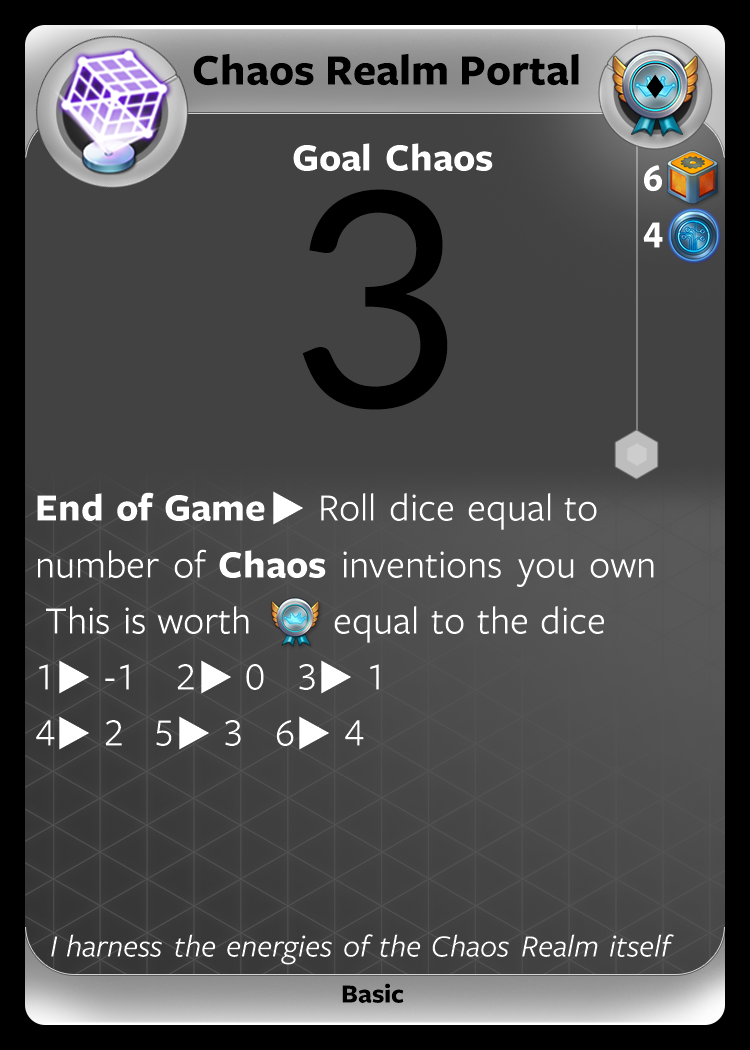 Chaos Realm Portal
Goal Chaos
6
4
3
End of Game▶ Roll dice equal to
number of Chaos inventions you own
This is worth equal to the dice
1▶ -1 2▶ 0 3▶ 1
4▶ 2 5▶ 3 6▶ 4
I harness the energies of the Chaos Realm itself
Basic